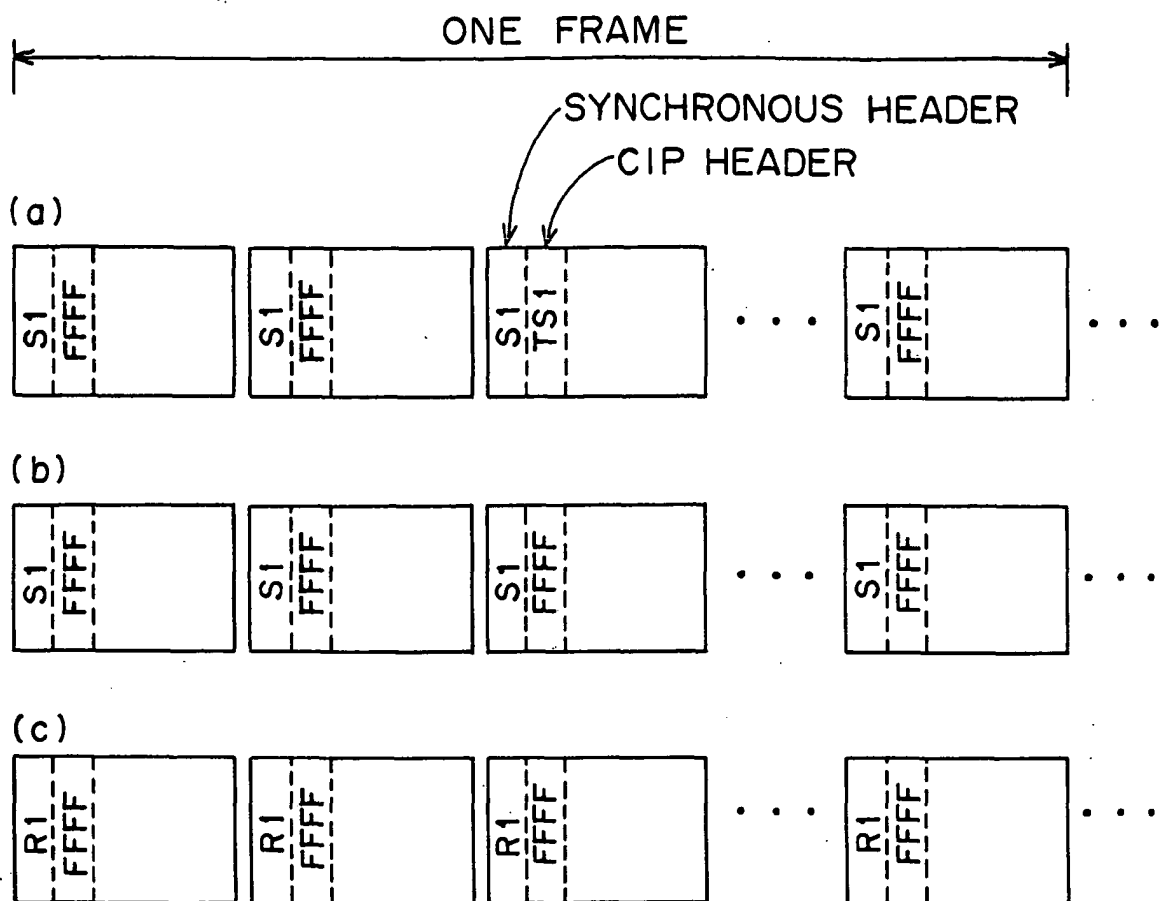 ONE FRAME
SYNCHRONOUS HEADER
CIP HEADER
(a)
S1 FFFF S1 FFFF S1 TS1 • • • S1 FFFF • • •
(b)
S1 FFFF S1 FFFF S1 FFFF • • • S1 FFFF • • •
(c)
R1 FFFF R1 FFFF R1 FFFF • • • R1 FFFF • • •